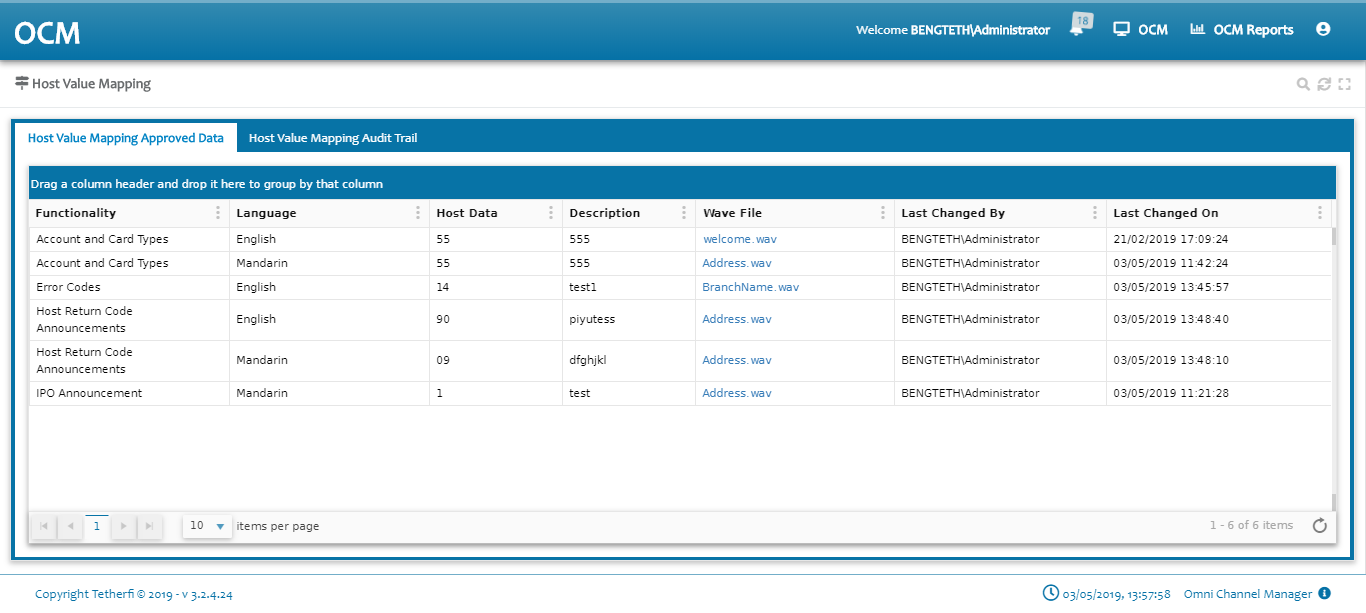 OCM
Welcome BENGTETH\Administrator 18 OCM OCM Reports
Host Value Mapping
Host Value Mapping Approved Data Host Value Mapping Audit Trail
Drag a column header and drop it here to group by that column
Functionality Language Host Data Description Wave File Last Changed By Last Changed On
Account and Card Types English 55 555 welcome.wav BENGTETH\Administrator 21/02/2019 17:09:24
Account and Card Types Mandarin 55 555 Address.wav BENGTETH\Administrator 03/05/2019 11:42:24
Error Codes English 14 test1 BranchName.wav BENGTETH\Administrator 03/05/2019 13:45:57
Host Return Code
Announcements English 90 piyutess Address.wav BENGTETH\Administrator 03/05/2019 13:48:40
Host Return Code
Announcements Mandarin 09 dfghjkl Address.wav BENGTETH\Administrator 03/05/2019 13:48:10
IPO Announcement Mandarin 1 test Address.wav BENGTETH\Administrator 03/05/2019 11:21:28
1 10 items per page 1 - 6 of 6 items
Copyright Tetherfi © 2019 - v 3.2.4.24 03/05/2019, 13:57:58 Omni Channel Manager